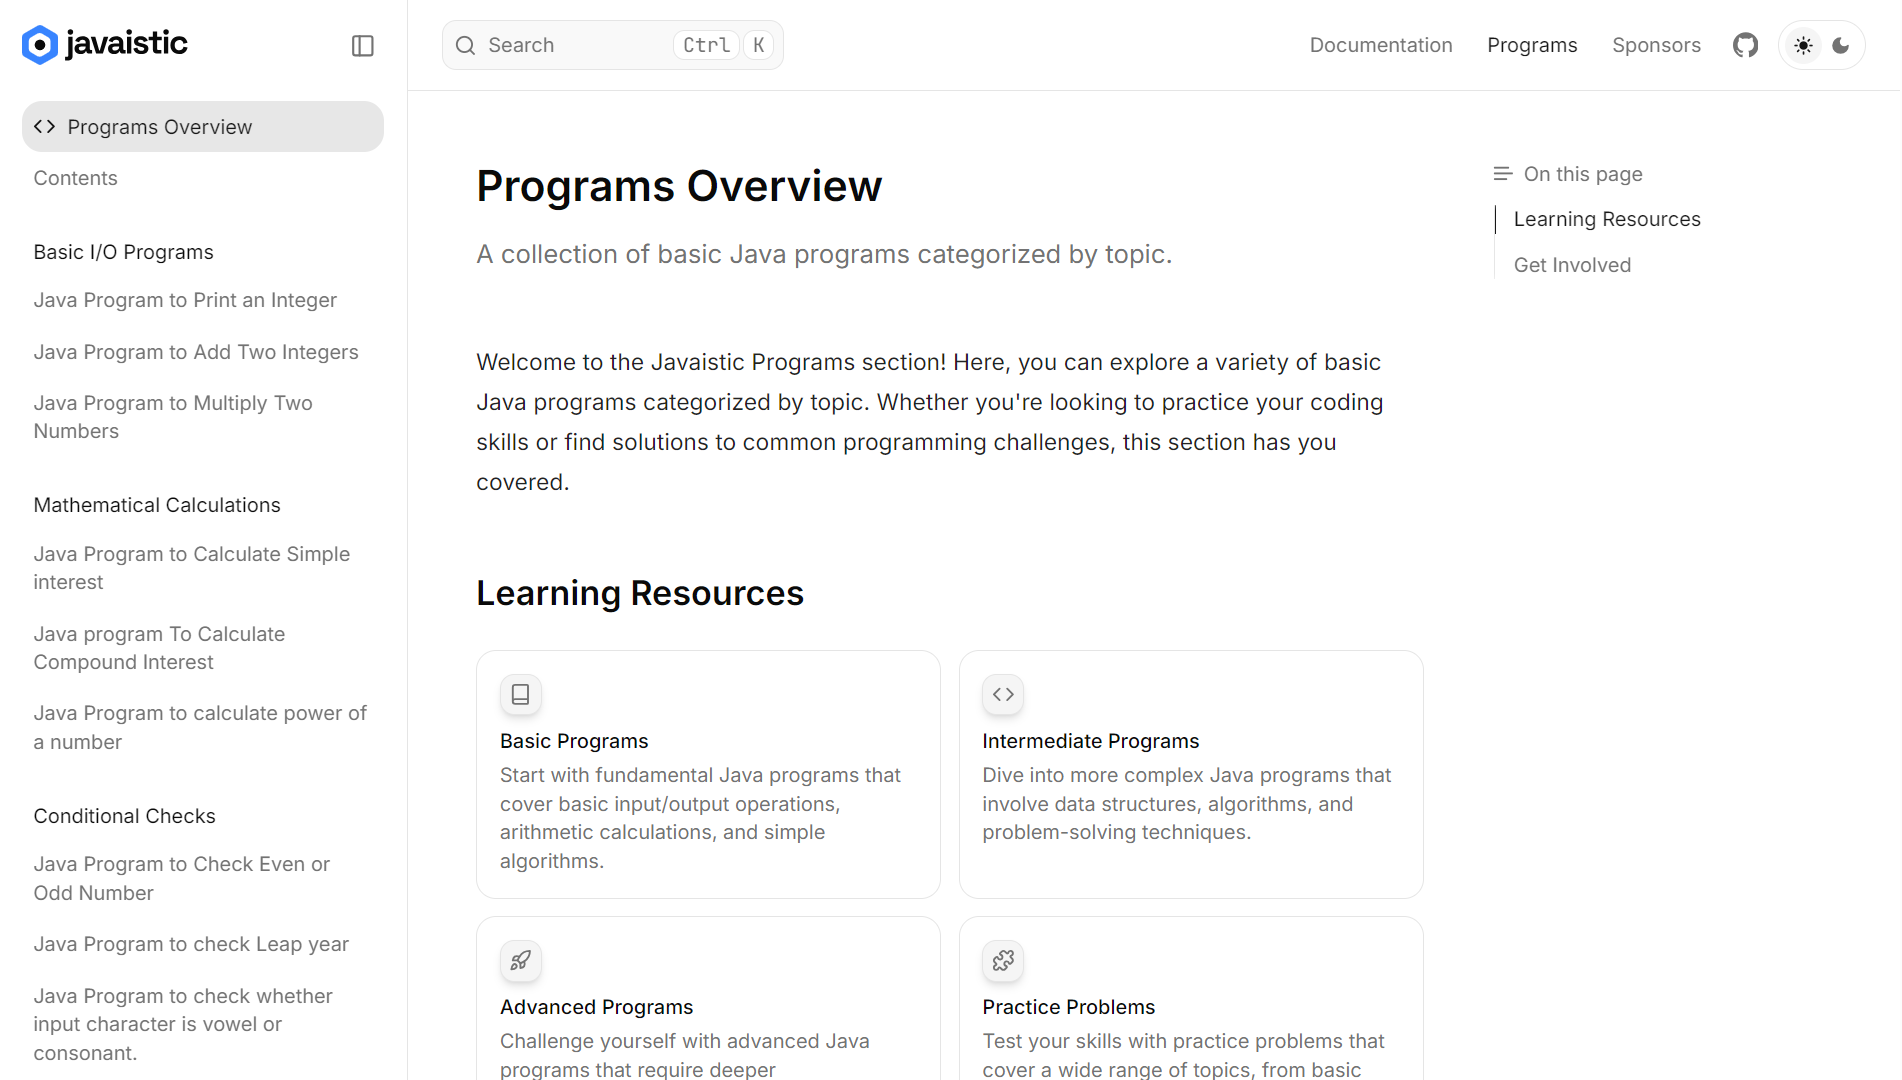 javaistic
Search
Ctrl K
Documentation
Programs
Sponsors
Programs Overview
Contents
Basic I/O Programs
Java Program to Print an Integer
Java Program to Add Two Integers
Java Program to Multiply Two
Numbers
Mathematical Calculations
Java Program to Calculate Simple
interest
Java program To Calculate
Compound Interest
Java Program to calculate power of
a number
Conditional Checks
Java Program to Check Even or
Odd Number
Java Program to check Leap year
Java Program to check whether
input character is vowel or
consonant.
Programs Overview
A collection of basic Java programs categorized by topic.
Welcome to the Javaistic Programs section! Here, you can explore a variety of basic
Java programs categorized by topic. Whether you're looking to practice your coding
skills or find solutions to common programming challenges, this section has you
covered.
Learning Resources
Basic Programs
Start with fundamental Java programs that
cover basic input/output operations,
arithmetic calculations, and simple
algorithms.
Intermediate Programs
Dive into more complex Java programs that
involve data structures, algorithms, and
problem-solving techniques.
Advanced Programs
Challenge yourself with advanced Java
programs that require deeper
Practice Problems
Test your skills with practice problems that
cover a wide range of topics, from basic
On this page
Learning Resources
Get Involved